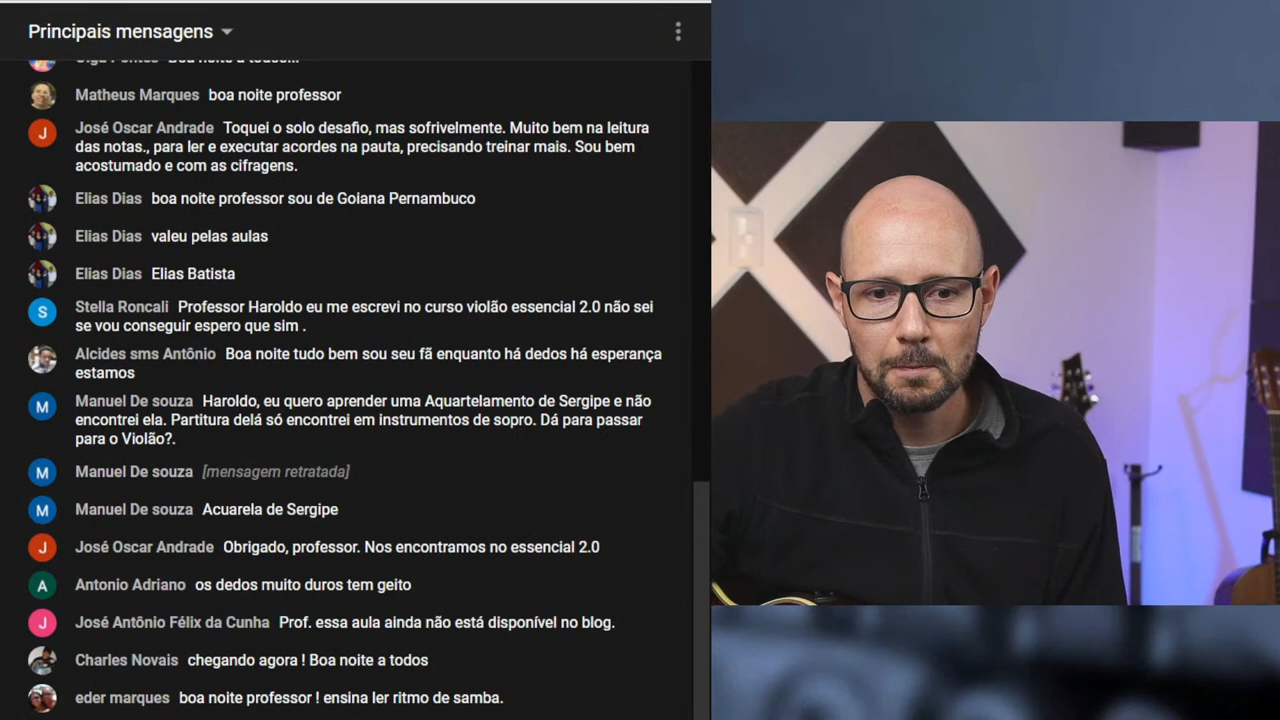 Principais mensagens
Matheus Marques boa noite professor
J José Oscar Andrade Toquei o solo desafio, mas sofrivelmente. Muito bem na leitura
das notas., para ler e executar acordes na pauta, precisando treinar mais. Sou bem
acostumado e com as cifragens.
Elias Dias boa noite professor sou de Goiana Pernambuco
Elias Dias valeu pelas aulas
Elias Dias Elias Batista
S Stella Roncali Professor Haroldo eu me escrevi no curso violão essencial 2.0 não sei
se vou conseguir espero que sim .
Alcides sms Antônio Boa noite tudo bem sou seu fã enquanto há dedos há esperança
estamos
M Manuel De souza Haroldo, eu quero aprender uma Aquartelamento de Sergipe e não
encontrei ela. Partitura delá só encontrei em instrumentos de sopro. Dá para passar
para o Violão?.
M Manuel De souza [mensagem retratada]
M Manuel De souza Acuarela de Sergipe
J José Oscar Andrade Obrigado, professor. Nos encontramos no essencial 2.0
A Antonio Adriano os dedos muito duros tem geito
J José Antônio Félix da Cunha Prof. essa aula ainda não está disponível no blog.
Charles Novais chegando agora ! Boa noite a todos
eder marques boa noite professor ! ensina ler ritmo de samba.